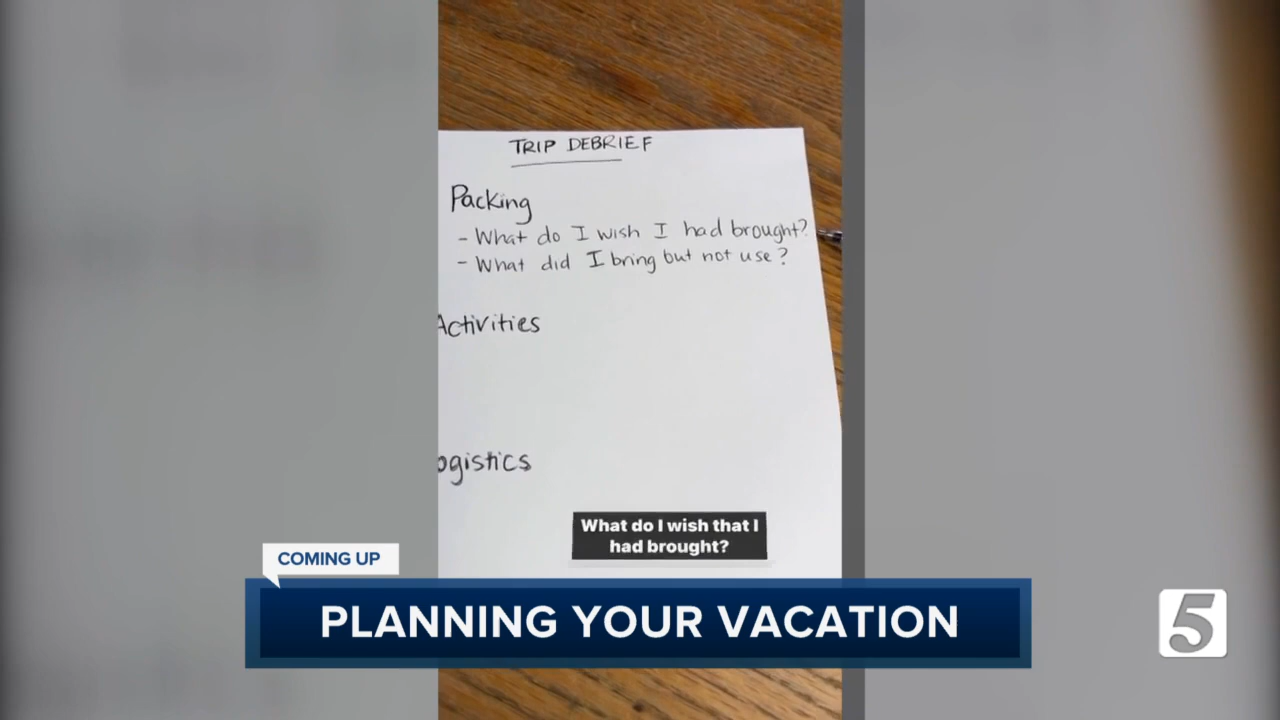 TRIP DEBRIEF
Packing
- What do I wish I had brought?
- What did I bring but not use?
Activities
ogistics
What do I wish that I
had brought?
COMING UP
PLANNING YOUR VACATION
5